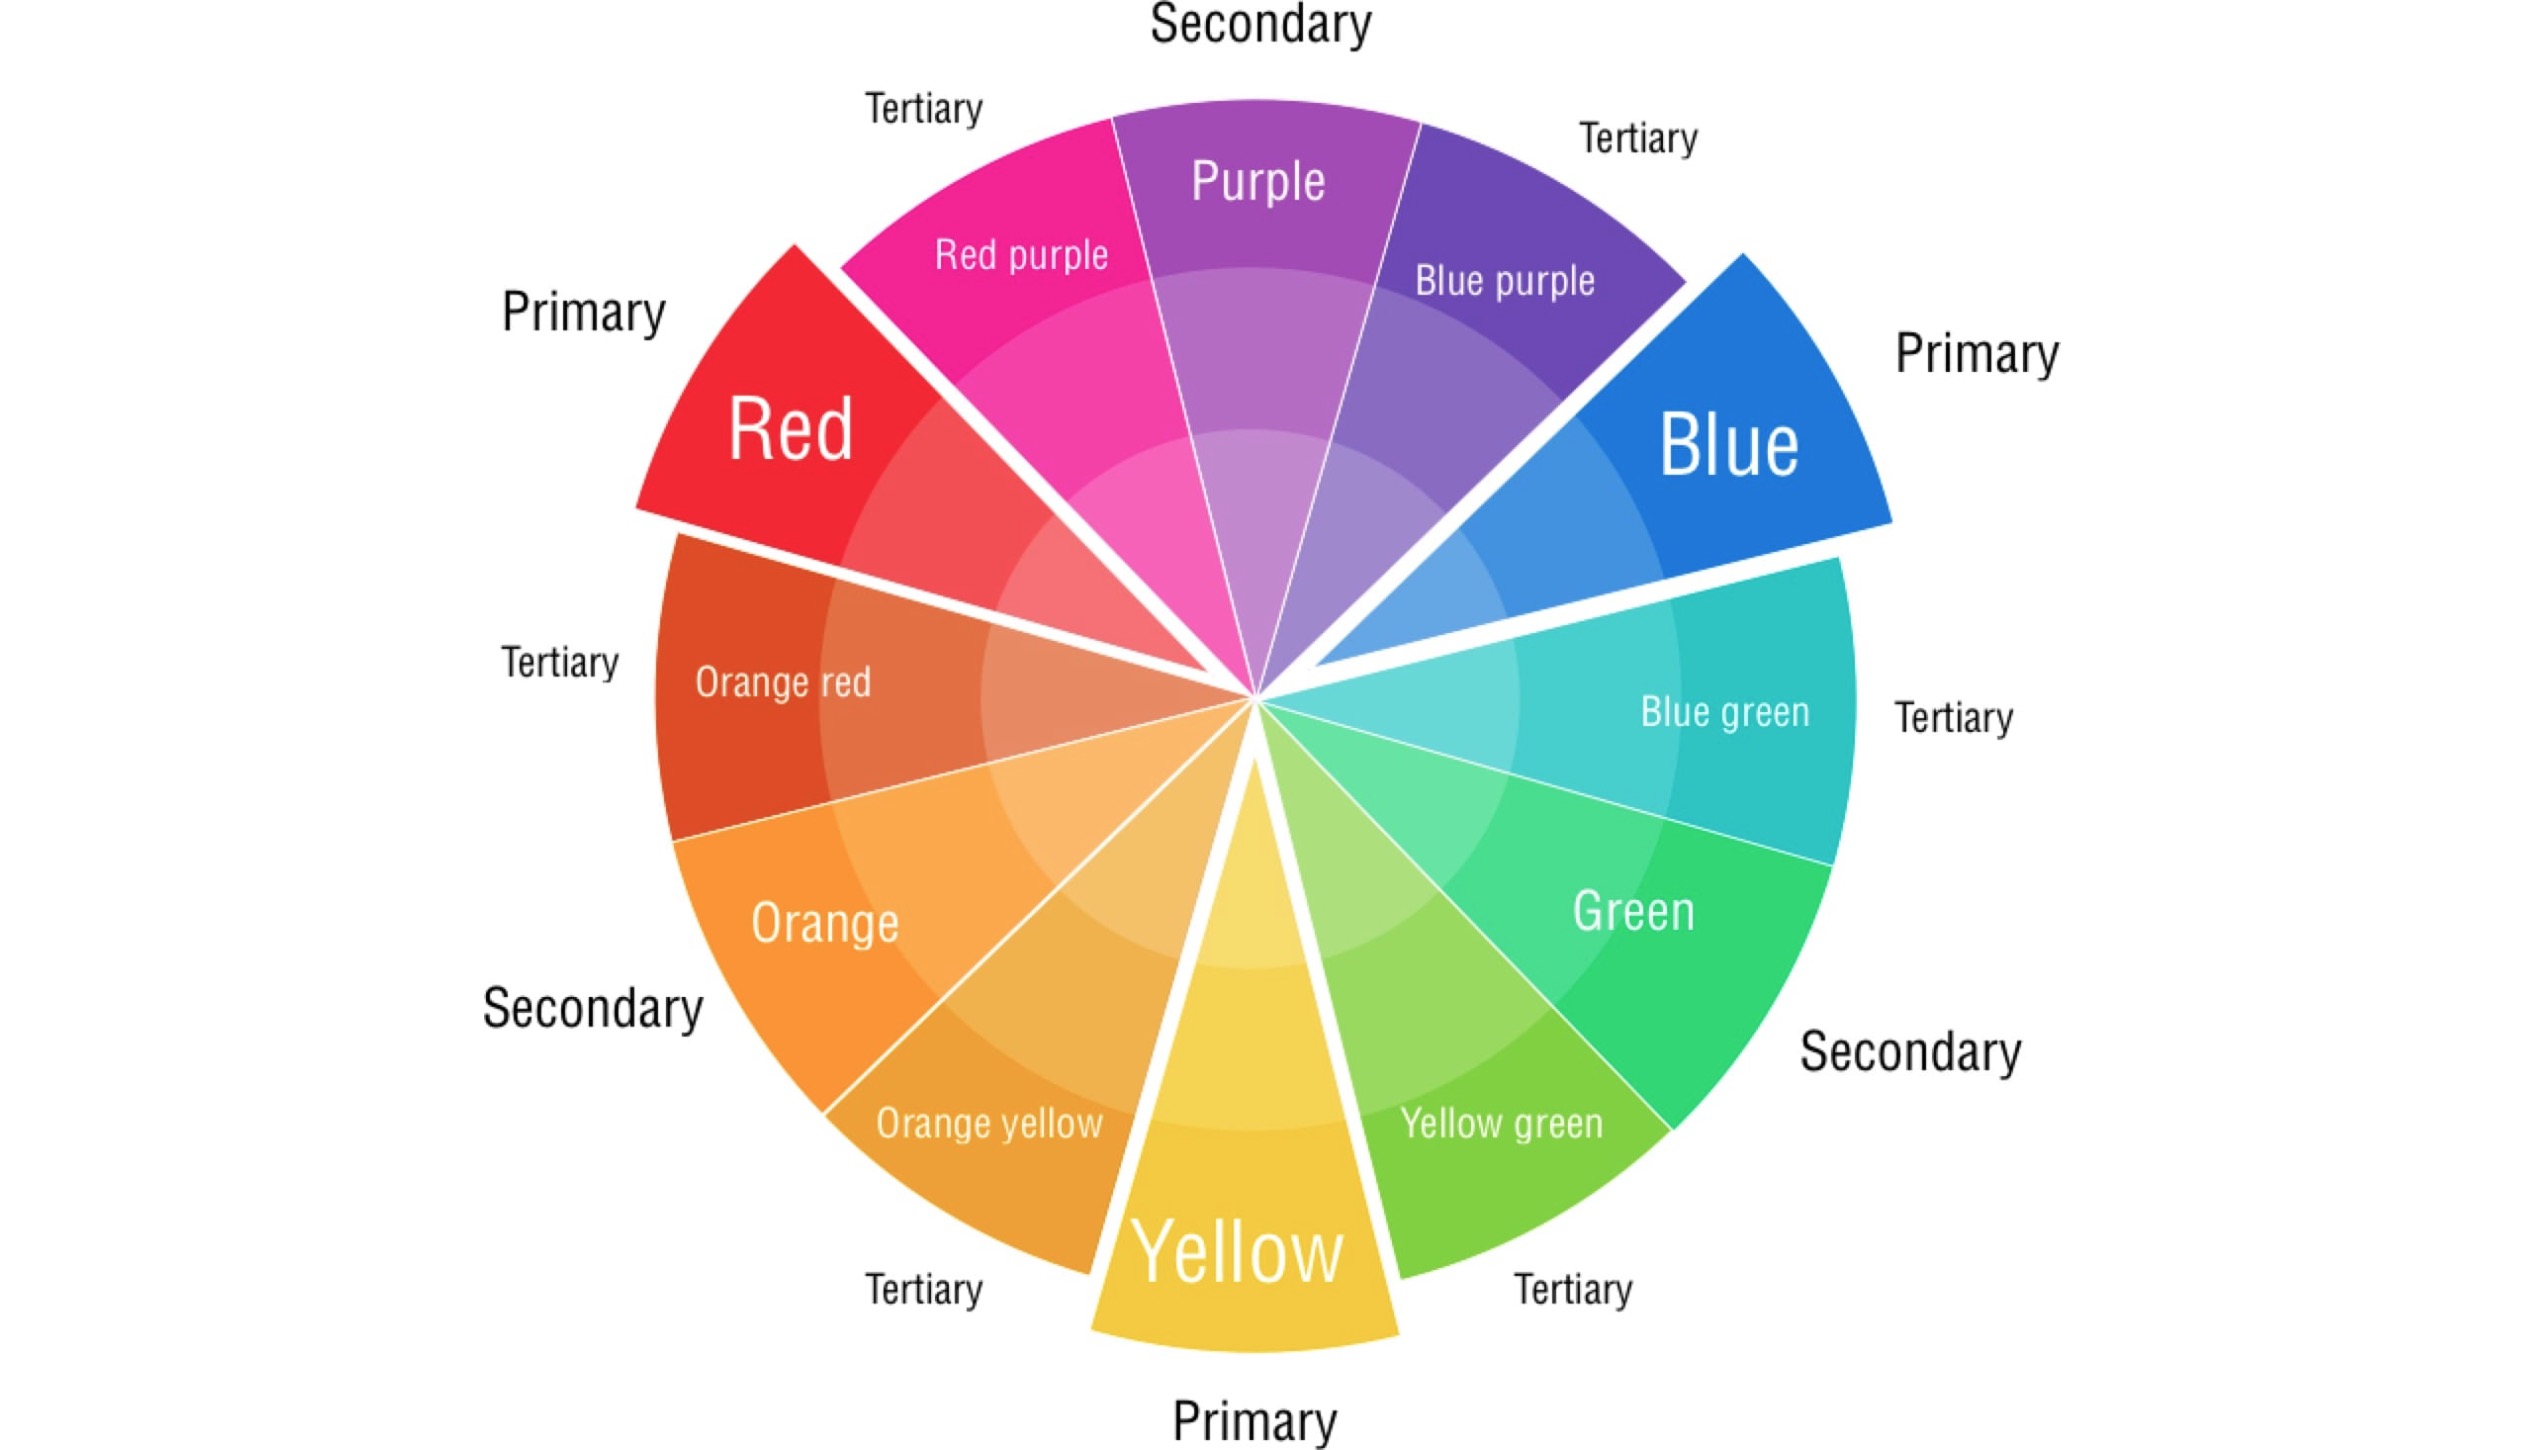 Secondary
Tertiary
Tertiary
Purple
Red purple
Blue purple
Primary
Primary
Red
Blue
Tertiary
Orange red
Blue green
Tertiary
Orange
Green
Secondary
Secondary
Orange yellow
Yellow green
Yellow
Tertiary
Tertiary
Primary